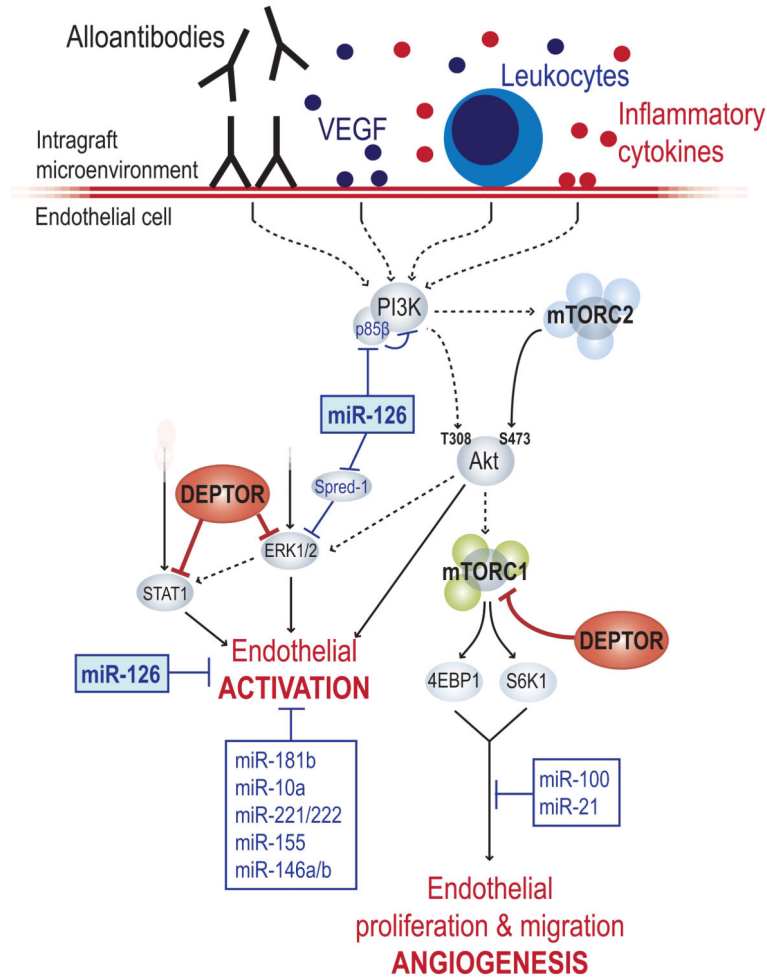 Alloantibodies
Leukocytes
VEGF
Inflammatory
cytokines
Intragraft
microenvironment
Endothelial cell
PI3K
p85β
mTORC2
miR-126
T308
S473
Akt
Spred-1
DEPTOR
ERK1/2
STAT1
mTORC1
DEPTOR
Endothelial
ACTIVATION
miR-126
4EBP1
S6K1
miR-181b
miR-10a
miR-221/222
miR-155
miR-146a/b
miR-100
miR-21
Endothelial
proliferation & migration
ANGIOGENESIS